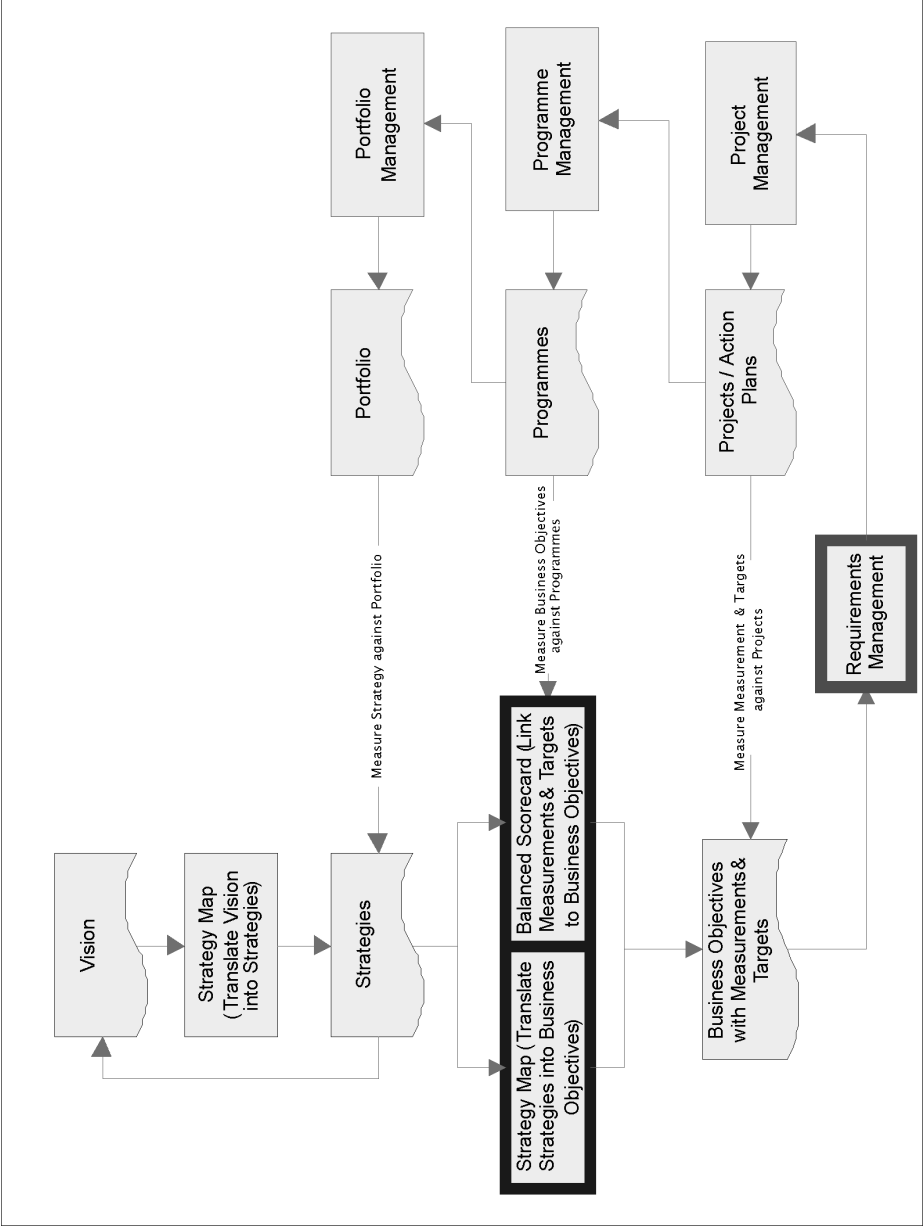 Vision
Strategy Map
(Translate Vision
into Strategies)
Strategies
Measure Strategy against Portfolio
Portfolio
Portfolio
Management
Strategy Map (Translate
Strategies into Business
Objectives)
Balanced Scorecard (Link
Measurements & Targets
to Business Objectives)
Measure Business Objectives
against Programmes
Programmes
Programme
Management
Business Objectives
with Measurements &
Targets
Measure Measurement & Targets
against Projects
Projects / Action
Plans
Project
Management
Requirements
Management